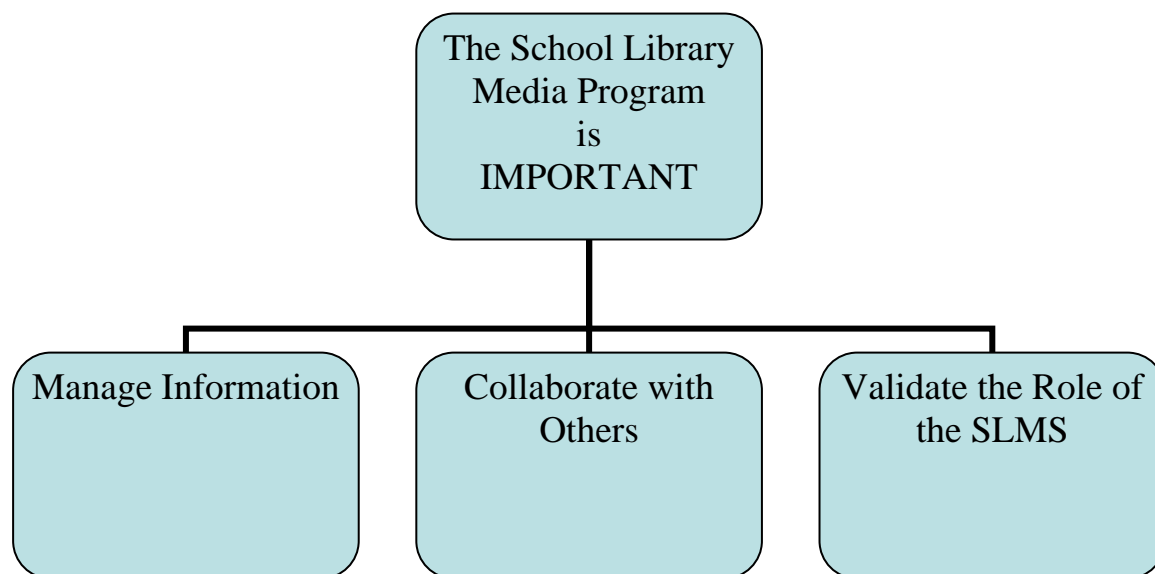 The School Library
Media Program
is
IMPORTANT
Manage Information
Collaborate with
Others
Validate the Role of
the SLMS